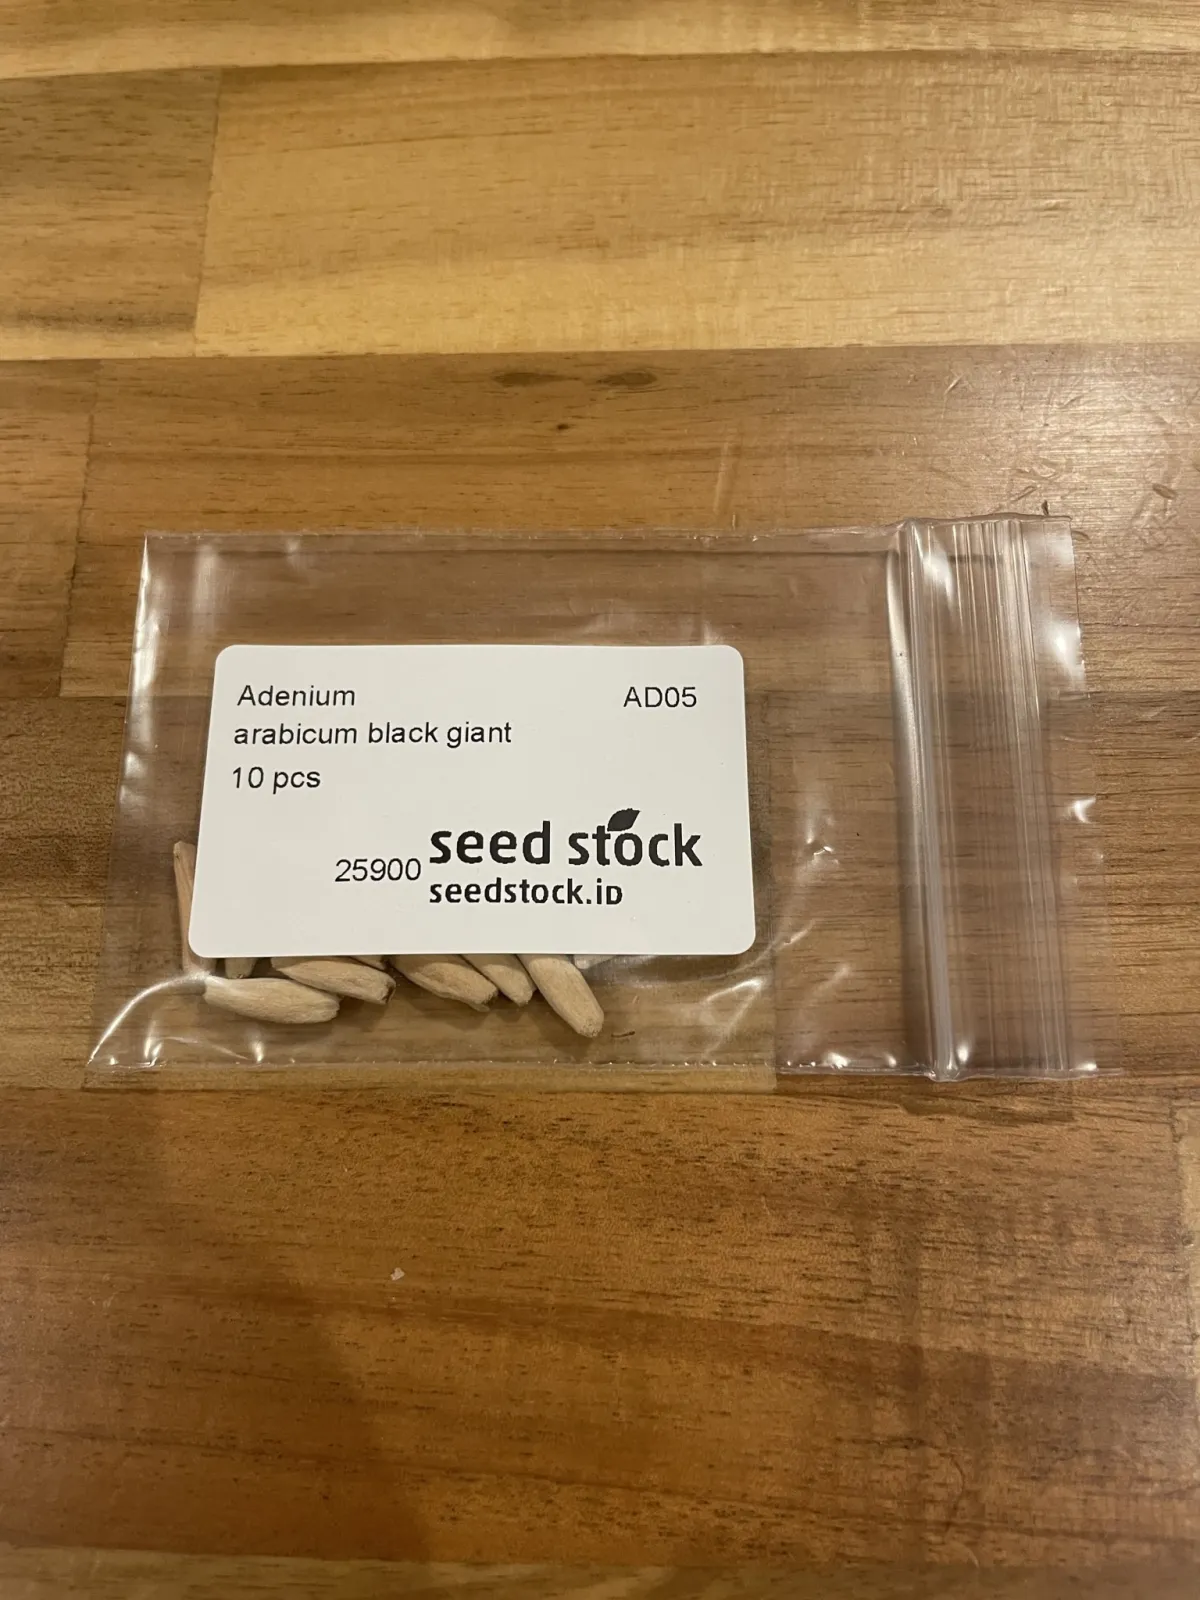 Adenium AD05
arabicum black giant
10 pcs
25900 seed stock
seedstock.iD